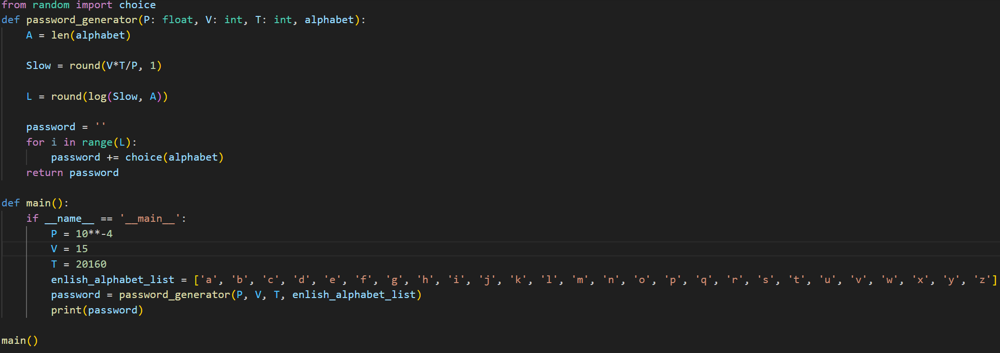 from random import choice
def password_generator(P: float, V: int, T: int, alphabet):
    A = len(alphabet)
    Slow = round(V*T/P, 1)
    L = round(log(Slow, A))
    password = ''
    for i in range(L):
        password += choice(alphabet)
    return password
def main():
    if __name__ == '__main__':
        P = 10**-4
        V = 15
        T = 20160
        enlish_alphabet_list = ['a', 'b', 'c', 'd', 'e', 'f', 'g', 'h', 'i', 'j', 'k', 'l', 'm', 'n', 'o', 'p', 'q', 'r', 's', 't', 'u', 'v', 'w', 'x', 'y', 'z']
        password = password_generator(P, V, T, enlish_alphabet_list)
        print(password)
main()